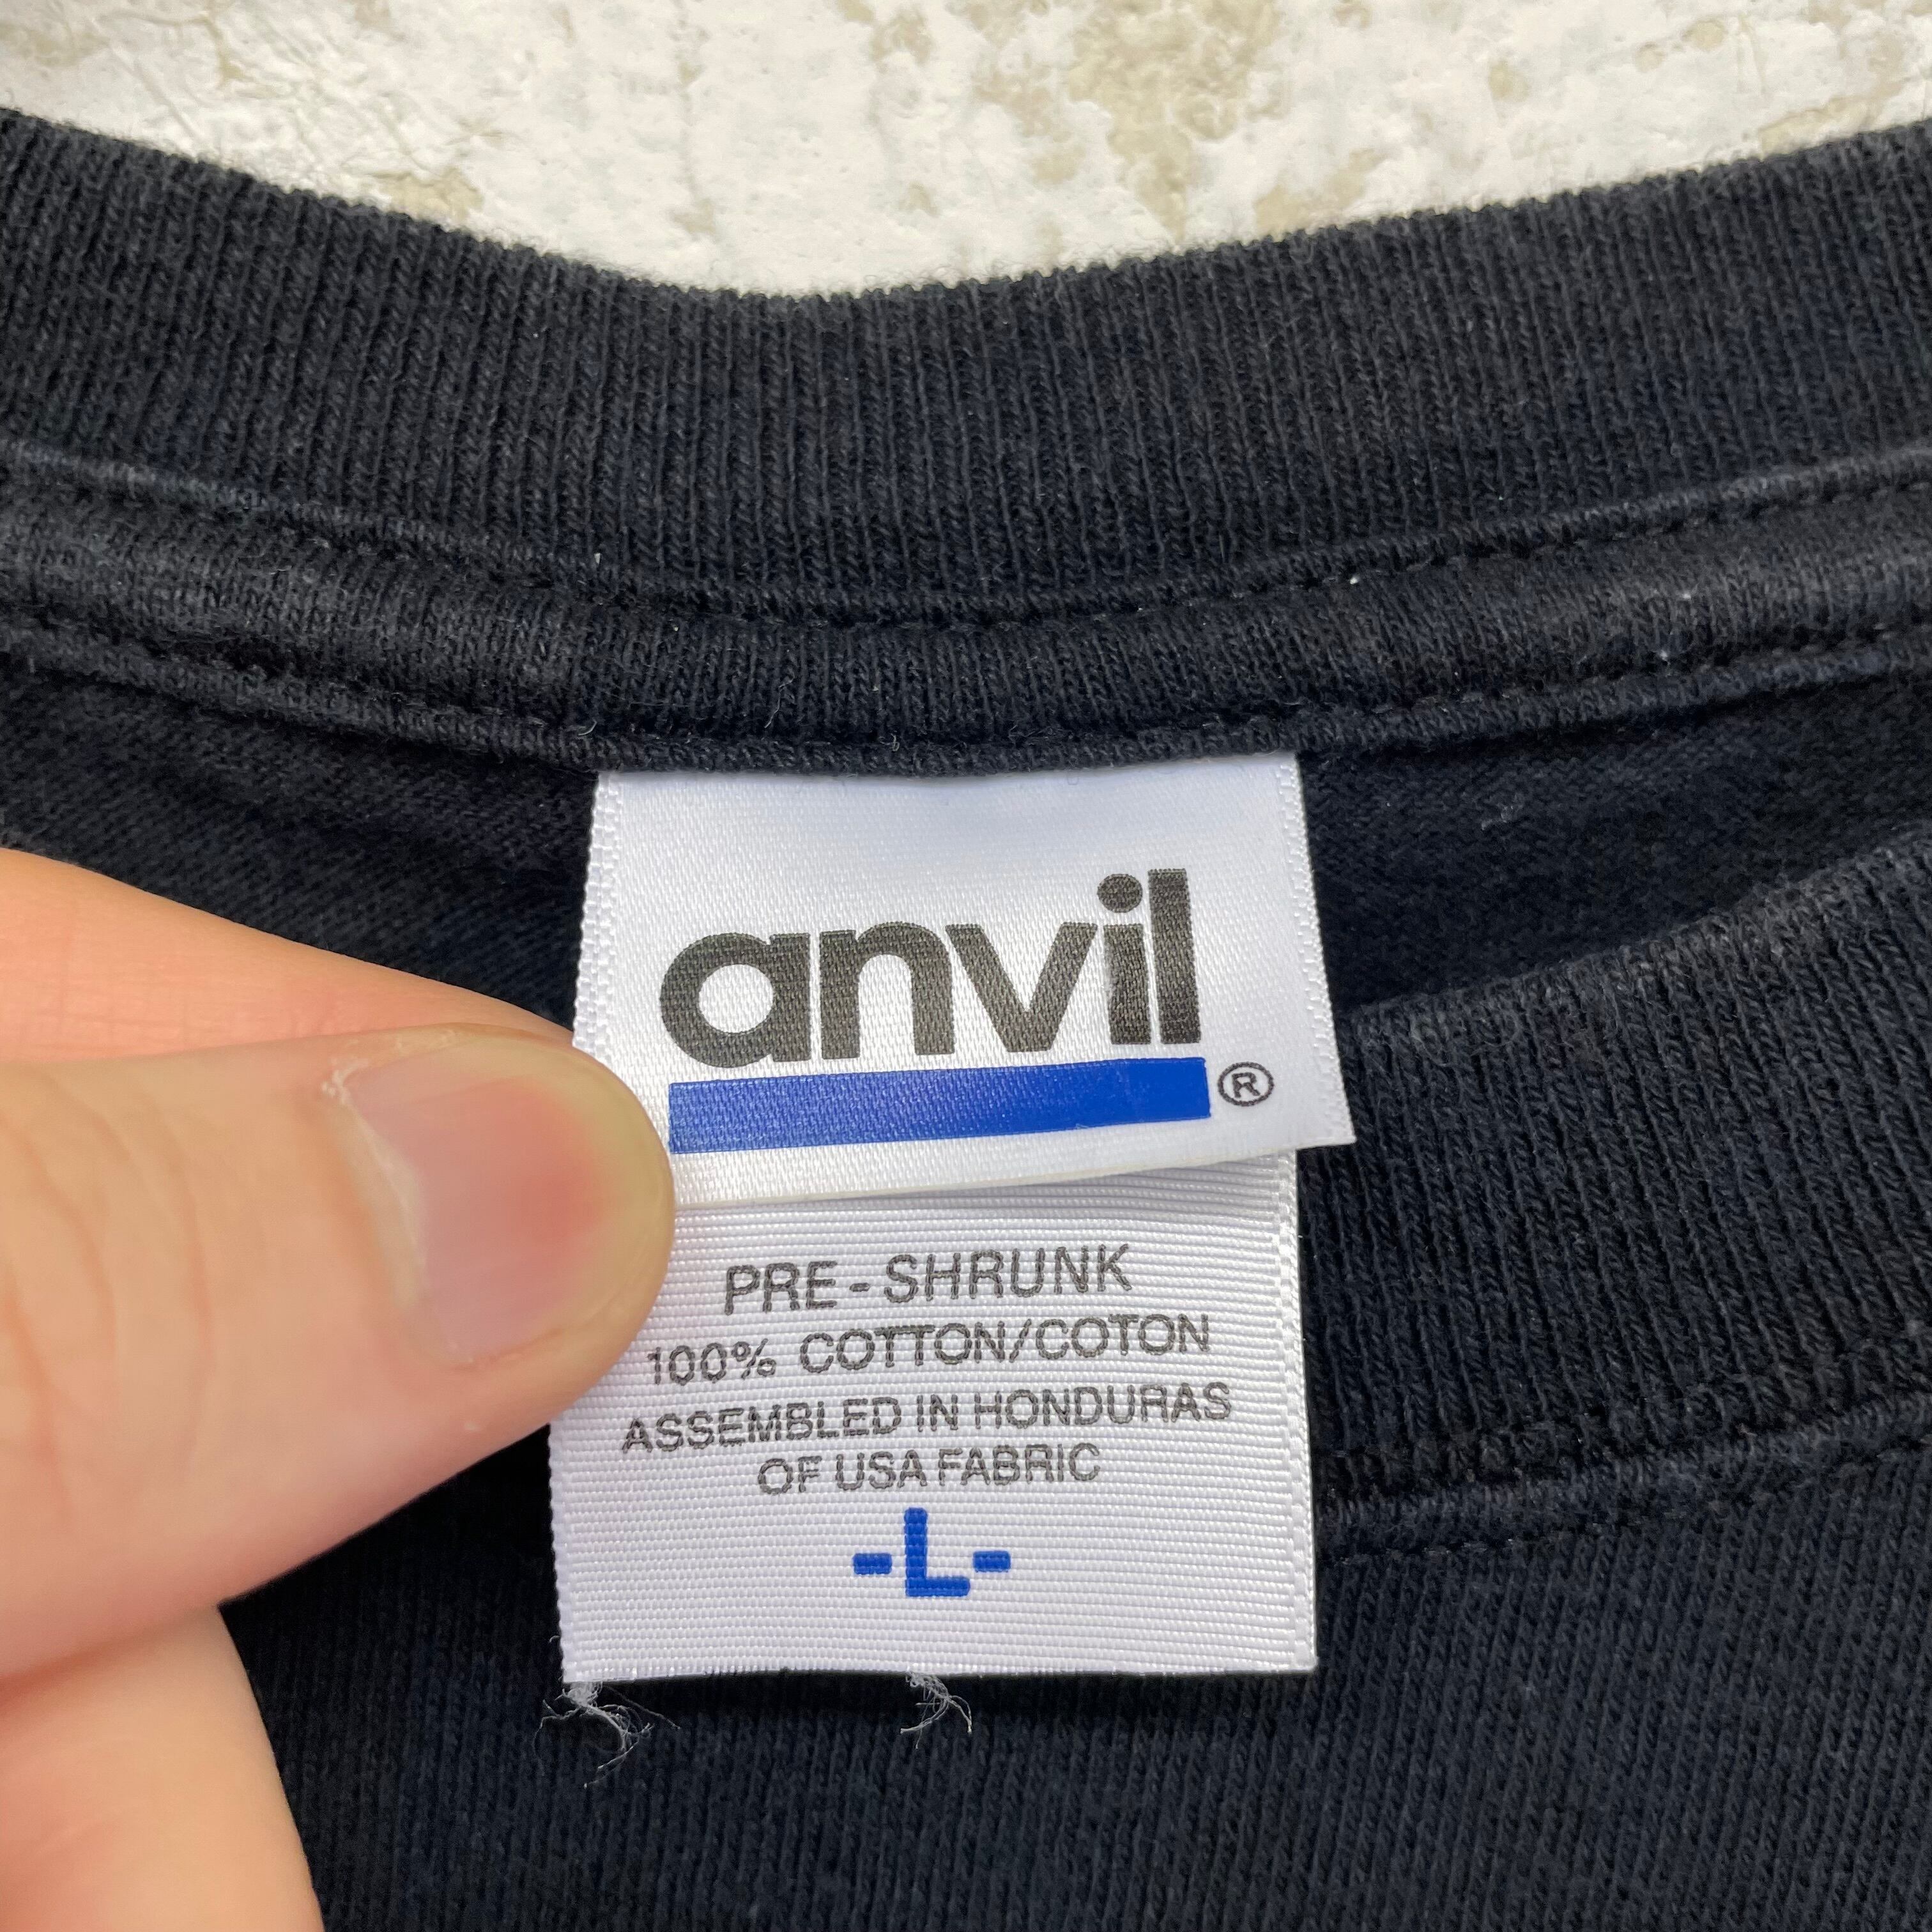 anvil®
PRE-SHRUNK
100% COTTON/COTON
ASSEMBLED IN HONDURAS
OF USA FABRIC
-L-